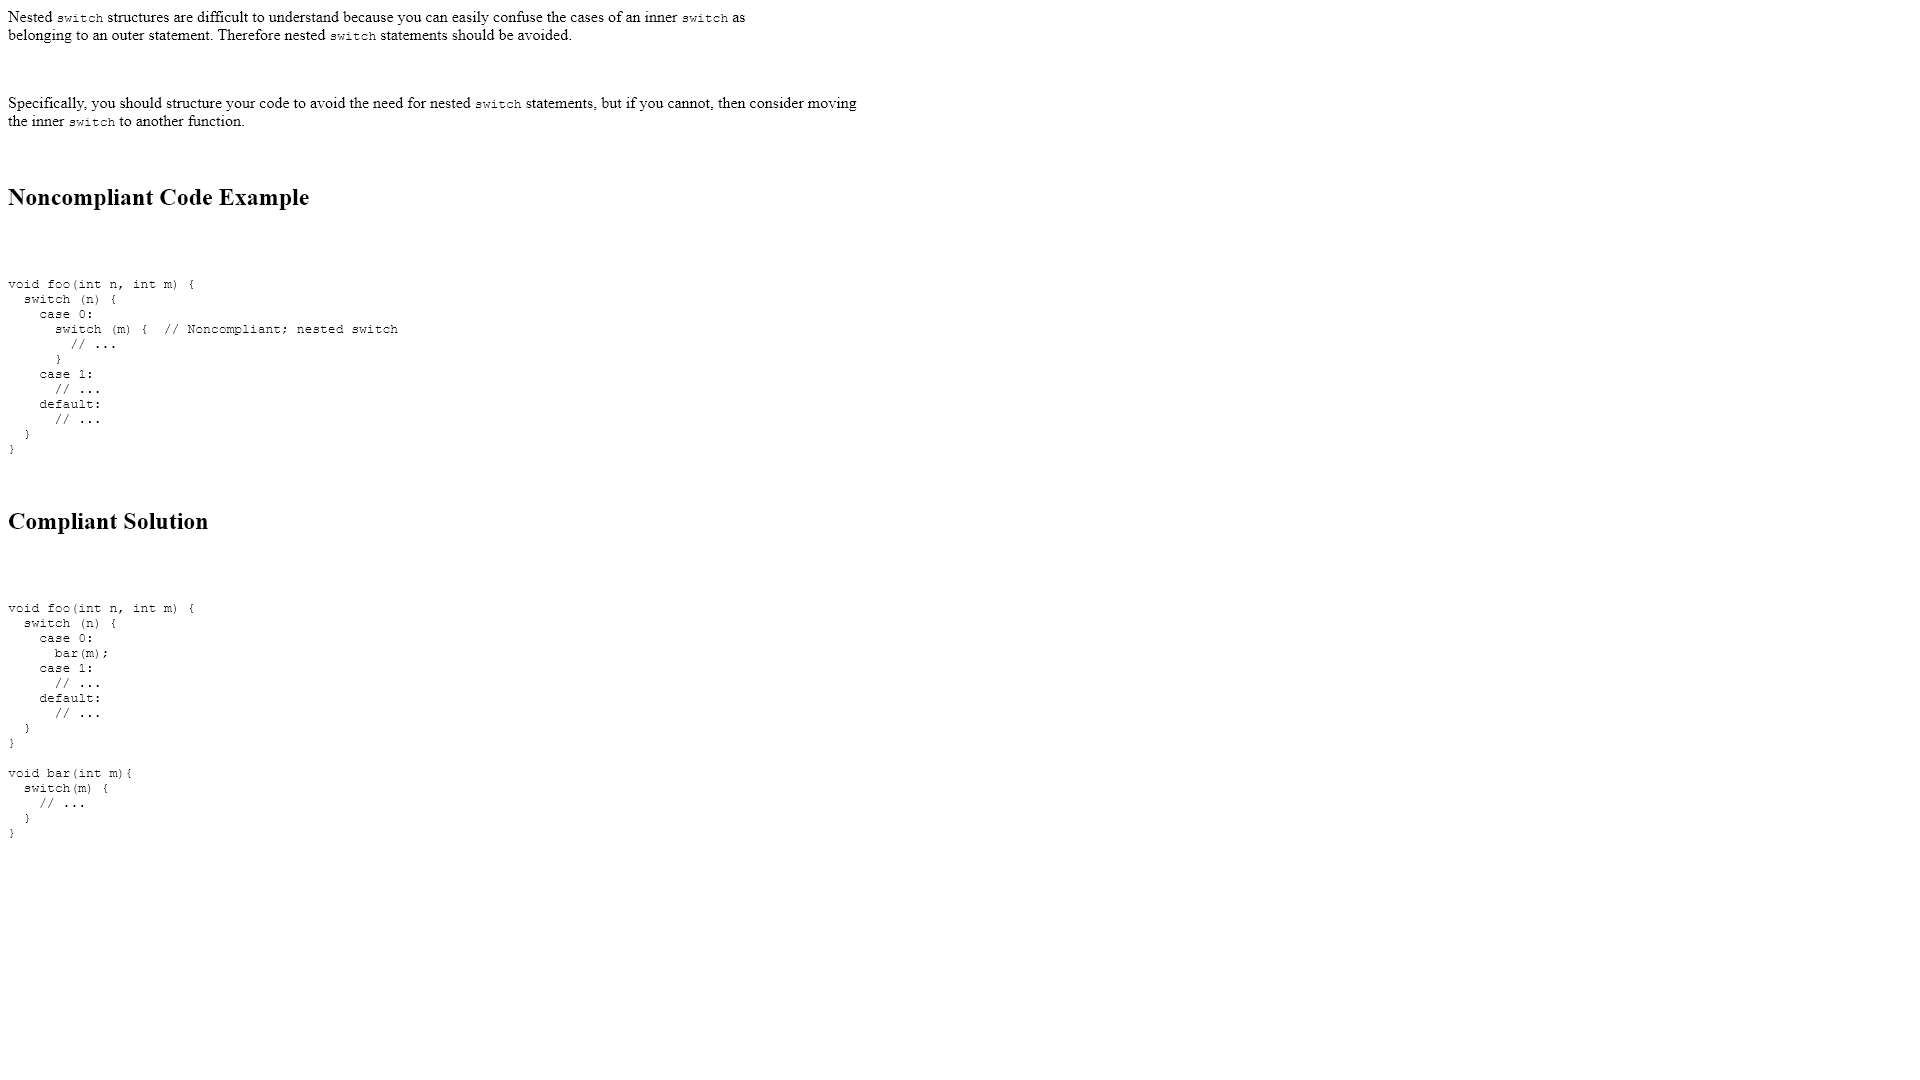 Nested switch structures are difficult to understand because you can easily confuse the cases of an inner switch as
belonging to an outer statement. Therefore nested switch statements should be avoided.
Specifically, you should structure your code to avoid the need for nested switch statements, but if you cannot, then consider moving
the inner switch to another function.
Noncompliant Code Example
void foo(int n, int m) {
  switch (n) {
    case 0:
      switch (m) {  // Noncompliant; nested switch
        // ...
      }
    case 1:
      // ...
    default:
      // ...
  }
}
Compliant Solution
void foo(int n, int m) {
  switch (n) {
    case 0:
      bar(m);
    case 1:
      // ...
    default:
      // ...
  }
}
void bar(int m){
  switch(m) {
    // ...
  }
}